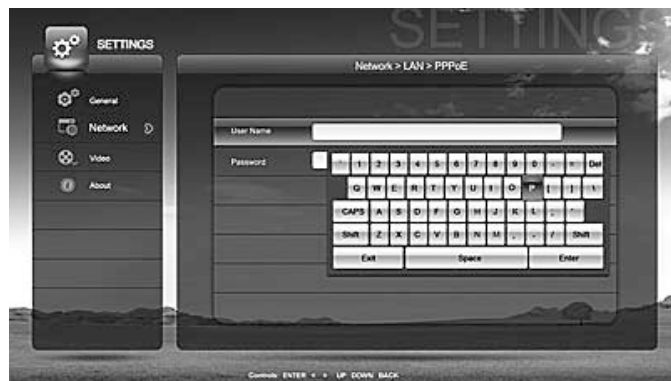 SETTINGS
SETTINGS
Network > LAN > PPPoE
General
Network
Video
About
User Name
Password
` 1 2 3 4 5 6 7 8 9 0 - = Del
Q W E R T Y U I O P [ ] \
CAPS A S D F G H J K L ; '
Shift Z X C V B N M , . / Shift
Exit Space Enter
Controls: ENTER < > UP DOWN BACK